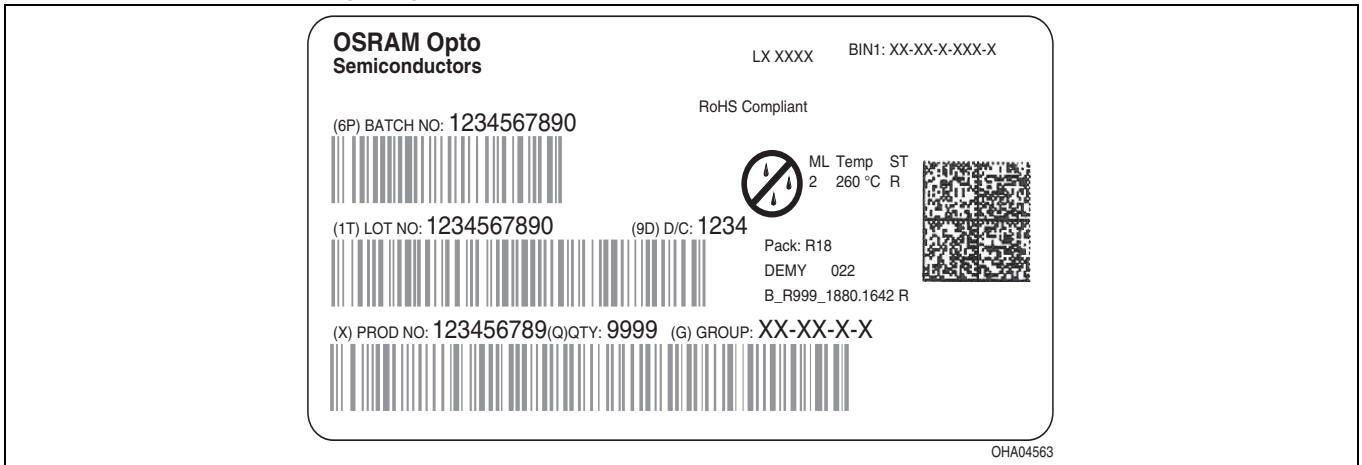 OSRAM Opto
Semiconductors
LX XXXX
BIN1: XX-XX-X-XXX-X
RoHS Compliant
(6P) BATCH NO: 1234567890
ML Temp ST
2 260 °C R
(1T) LOT NO: 1234567890 (9D) D/C: 1234
Pack: R18
DEMY 022
B_R999_1880.1642 R
(X) PROD NO: 123456789(Q)QTY: 9999 (G) GROUP: XX-XX-X-X
OHA04563